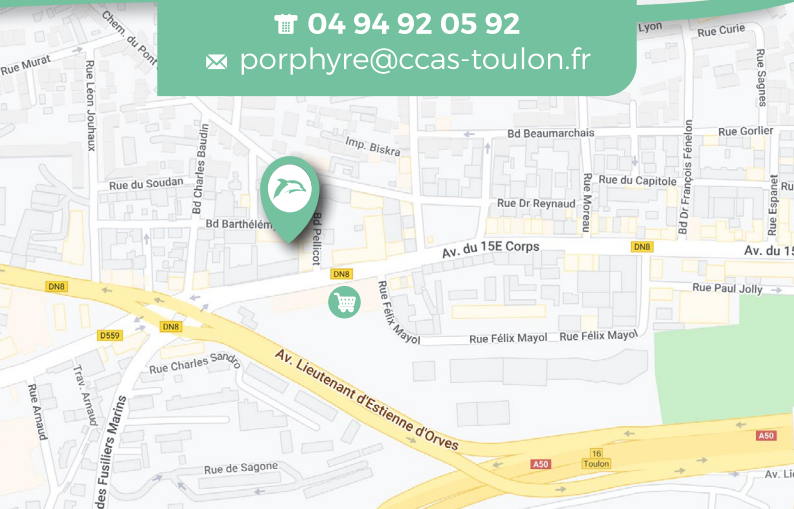 04 94 92 05 92
porphyre@ccas-toulon.fr
Chem. du Pont
Lyon
Rue Curie
Rue Murat
Rue Léon Jouhaux
Rue Sagnes
Bd Beaumarchais
Rue Gorlier
Bd Charles Baudin
Imp. Biskra
Bd Dr François Fénelon
Rue du Soudan
Rue Moreau
Rue du Capitole
Rue Espanet
Rue Dr Reynaud
Bd Barthélém
Bd Pellicot
Av. du 15E Corps
DN8
Av. du 15
DN8
DN8
Rue Paul Jolly
Rue Félix Mayol
DN8
D559
Rue Félix Mayol
Rue Félix Mayol
Rue Charles Sandro
Av. Lieutenant d'Estienne d'Orves
Trav. Arnaud
Rue Arnaud
des Fusiliers Marins
A50
16
Toulon
A50
Rue de Sagone
Av. Li